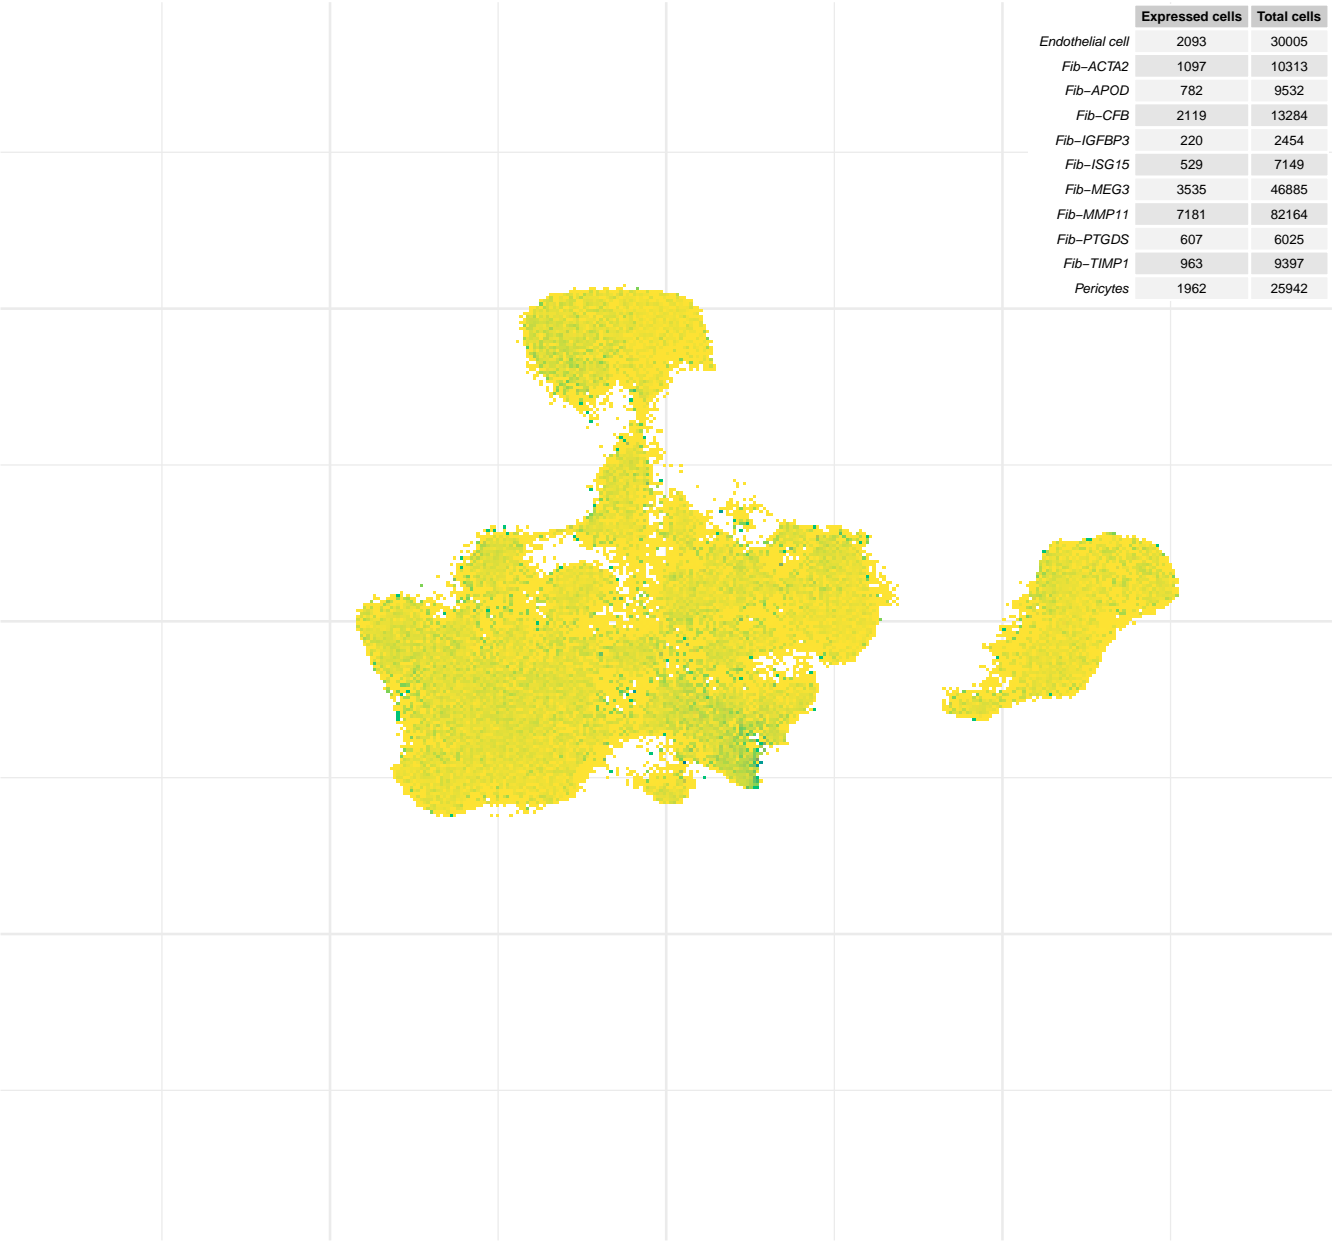 Expressed cells Total cells
Endothelial cell 2093 30005
Fib−ACTA2 1097 10313
Fib−APOD 782 9532
Fib−CFB 2119 13284
Fib−IGFBP3 220 2454
Fib−ISG15 529 7149
Fib−MEG3 3535 46885
Fib−MMP11 7181 82164
Fib−PTGDS 607 6025
Fib−TIMP1 963 9397
Pericytes 1962 25942